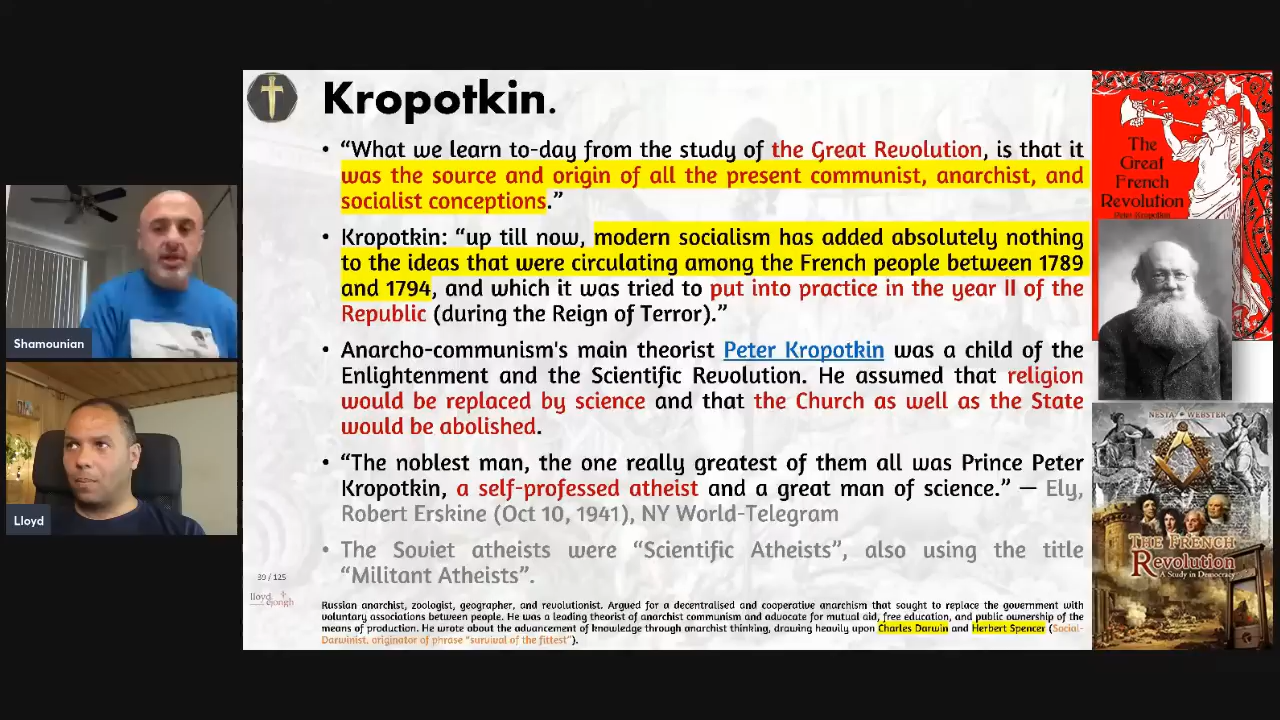 Kropotkin.
• “What we learn to-day from the study of the Great Revolution, is that it
was the source and origin of all the present communist, anarchist, and
socialist conceptions.”
• Kropotkin: “up till now, modern socialism has added absolutely nothing
to the ideas that were circulating among the French people between 1789
and 1794, and which it was tried to put into practice in the year II of the
Republic (during the Reign of Terror).”
• Anarcho-communism's main theorist Peter Kropotkin was a child of the
Enlightenment and the Scientific Revolution. He assumed that religion
would be replaced by science and that the Church as well as the State
would be abolished.
• “The noblest man, the one really greatest of them all was Prince Peter
Kropotkin, a self-professed atheist and a great man of science.” — Ely,
Robert Erskine (Oct 10, 1941), NY World-Telegram
• The Soviet atheists were “Scientific Atheists”, also using the title
“Militant Atheists”.
Russian anarchist, zoologist, geographer, and revolutionist. Argued for a decentralised and cooperative anarchism that sought to replace the government with
voluntary associations between people. He was a leading theorist of anarchist communism and advocate for mutual aid, free education, and public ownership of the
means of production. He wrote about the advancement of knowledge through anarchist thinking, drawing heavily upon Charles Darwin and Herbert Spencer (Social-
Darwinist, originator of phrase “survival of the fittest”).
/ 125
lloyd
dejongh
The
Great
French
Revolution
Peter Kropotkin
NESTA WEBSTER
THE FRENCH
Revolution
A Study in Democracy
Shamounian
Lloyd